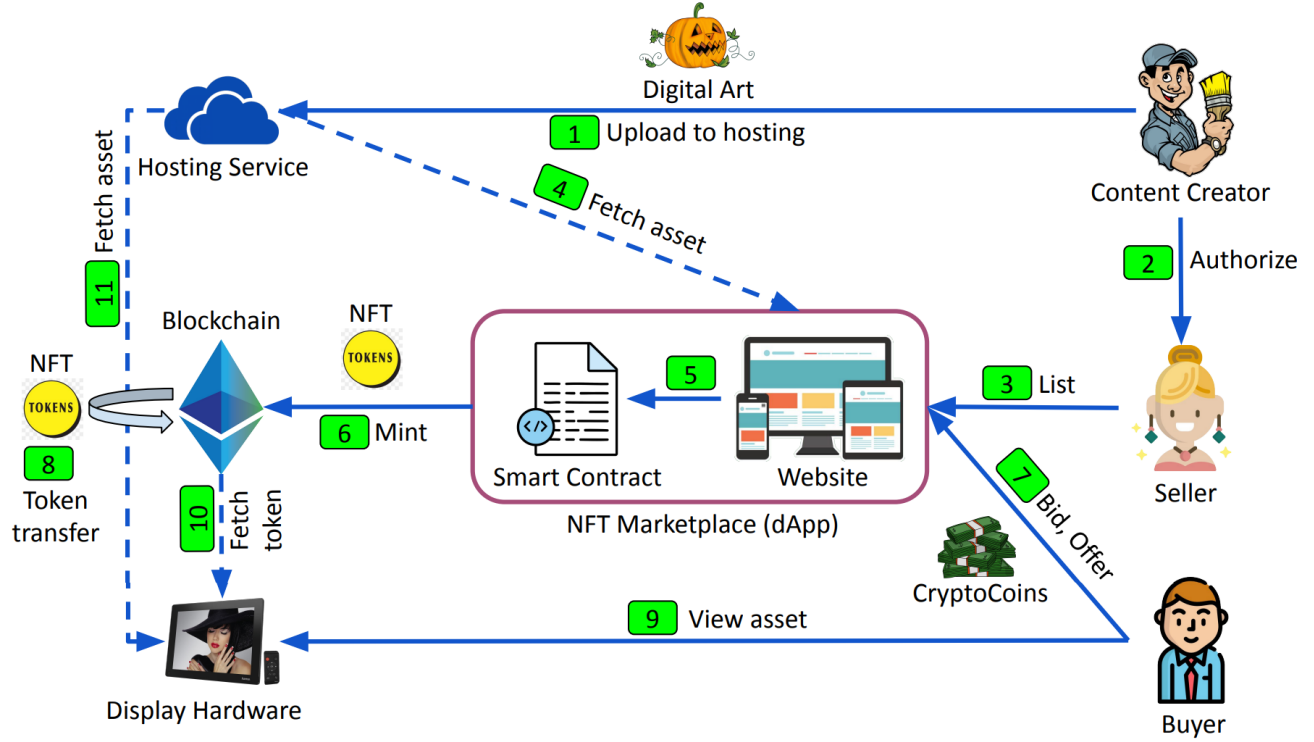 Digital Art
1 Upload to hosting
Hosting Service
Content Creator
2 Authorize
4 Fetch asset
11 Fetch asset
Blockchain
NFT
TOKENS
NFT
TOKENS
8
Token
transfer
6 Mint
5
</>
Smart Contract
Website
NFT Marketplace (dApp)
3 List
Seller
7 Bid, Offer
CryptoCoins
10 Fetch
token
9 View asset
Display Hardware
Buyer